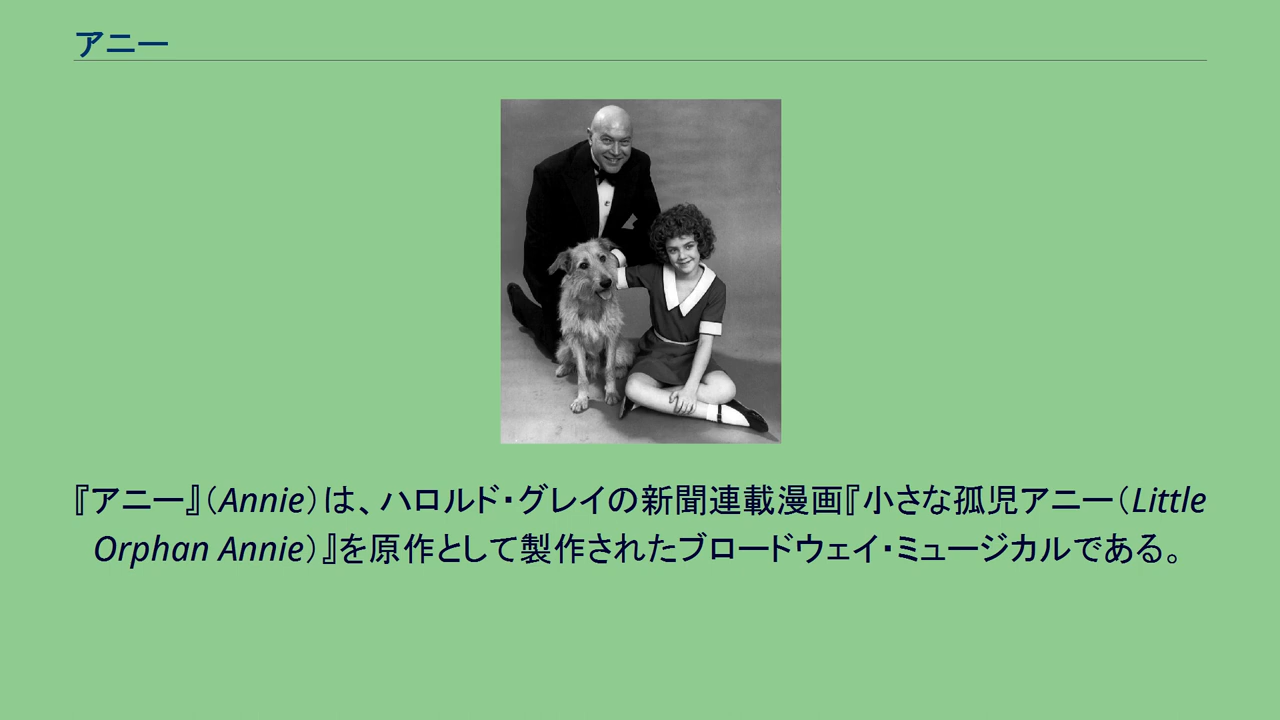 アニー
『アニー』（Annie）は、ハロルド・グレイの新聞連載漫画『小さな孤児アニー（Little
Orphan Annie）』を原作として製作されたブロードウェイ・ミュージカルである。